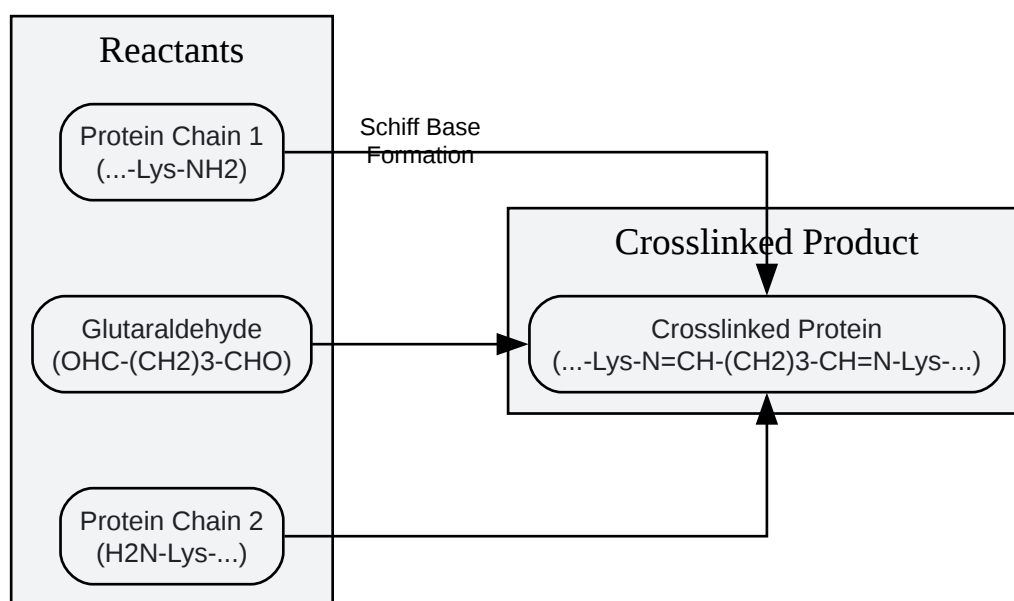 Reactants
Protein Chain 1
(...-Lys-NH2)
Schiff Base
Formation
Crosslinked Product
Glutaraldehyde
(OHC-(CH2)3-CHO)
Crosslinked Protein
(...-Lys-N=CH-(CH2)3-CH=N-Lys-...)
Protein Chain 2
(H2N-Lys-...)